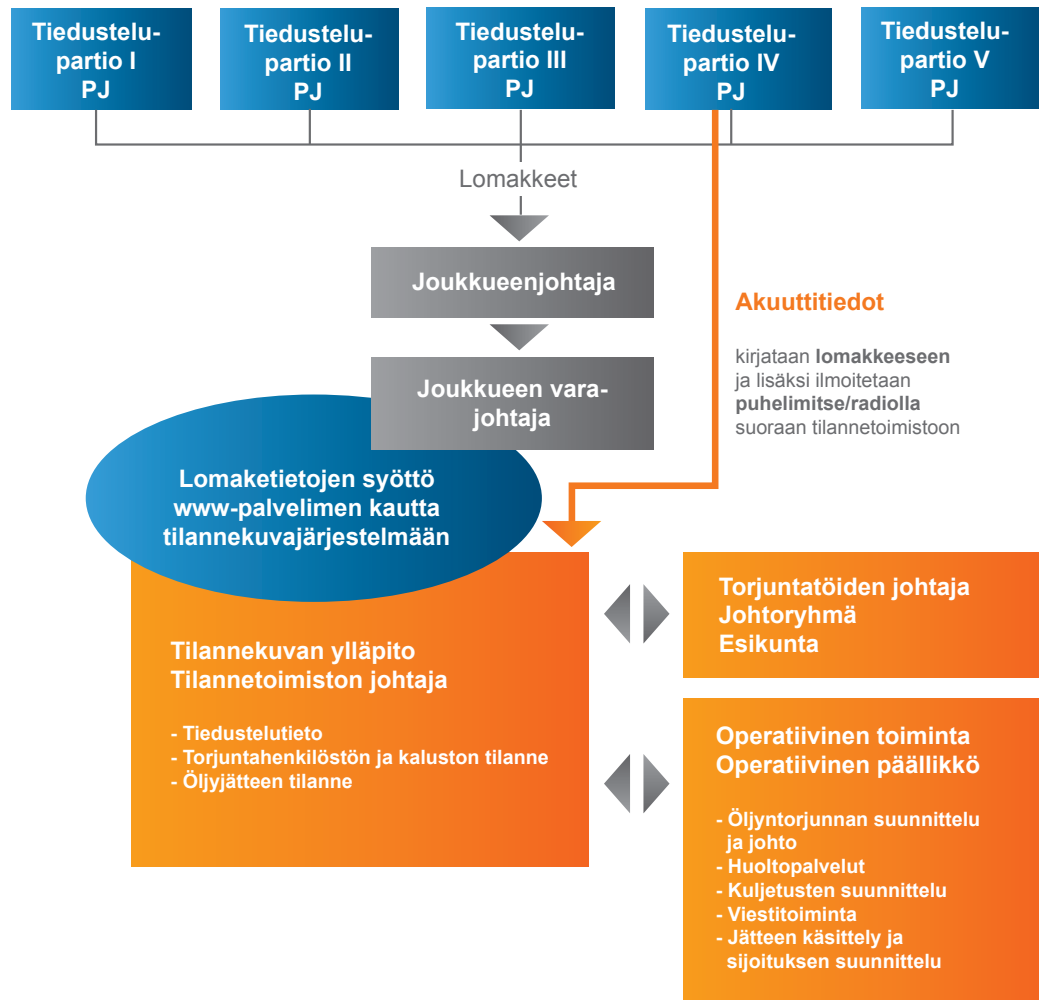 Tiedustelu-
partio I
PJ
Tiedustelu-
partio II
PJ
Tiedustelu-
partio III
PJ
Tiedustelu-
partio IV
PJ
Tiedustelu-
partio V
PJ
Lomakkeet
Joukkueenjohtaja
Joukkueen vara-
johtaja
Akuuttitiedot
kirjataan lomakkeeseen
ja lisäksi ilmoitetaan
puhelimitse/radiolla
suoraan tilannetoimistoon
Lomaketietojen syöttö
www-palvelimen kautta
tilannekuvajärjestelmään
Tilannekuvan ylläpito
Tilannetoimiston johtaja
- Tiedustelutieto
- Torjuntahenkilöstön ja kaluston tilanne
- Öljyjätteen tilanne
Torjuntatöiden johtaja
Johtoryhmä
Esikunta
Operatiivinen toiminta
Operatiivinen päällikkö
- Öljyntorjunnan suunnittelu
ja johto
- Huoltopalvelut
- Kuljetusten suunnittelu
- Viestitoiminta
- Jätteen käsittely ja
sijoituksen suunnittelu